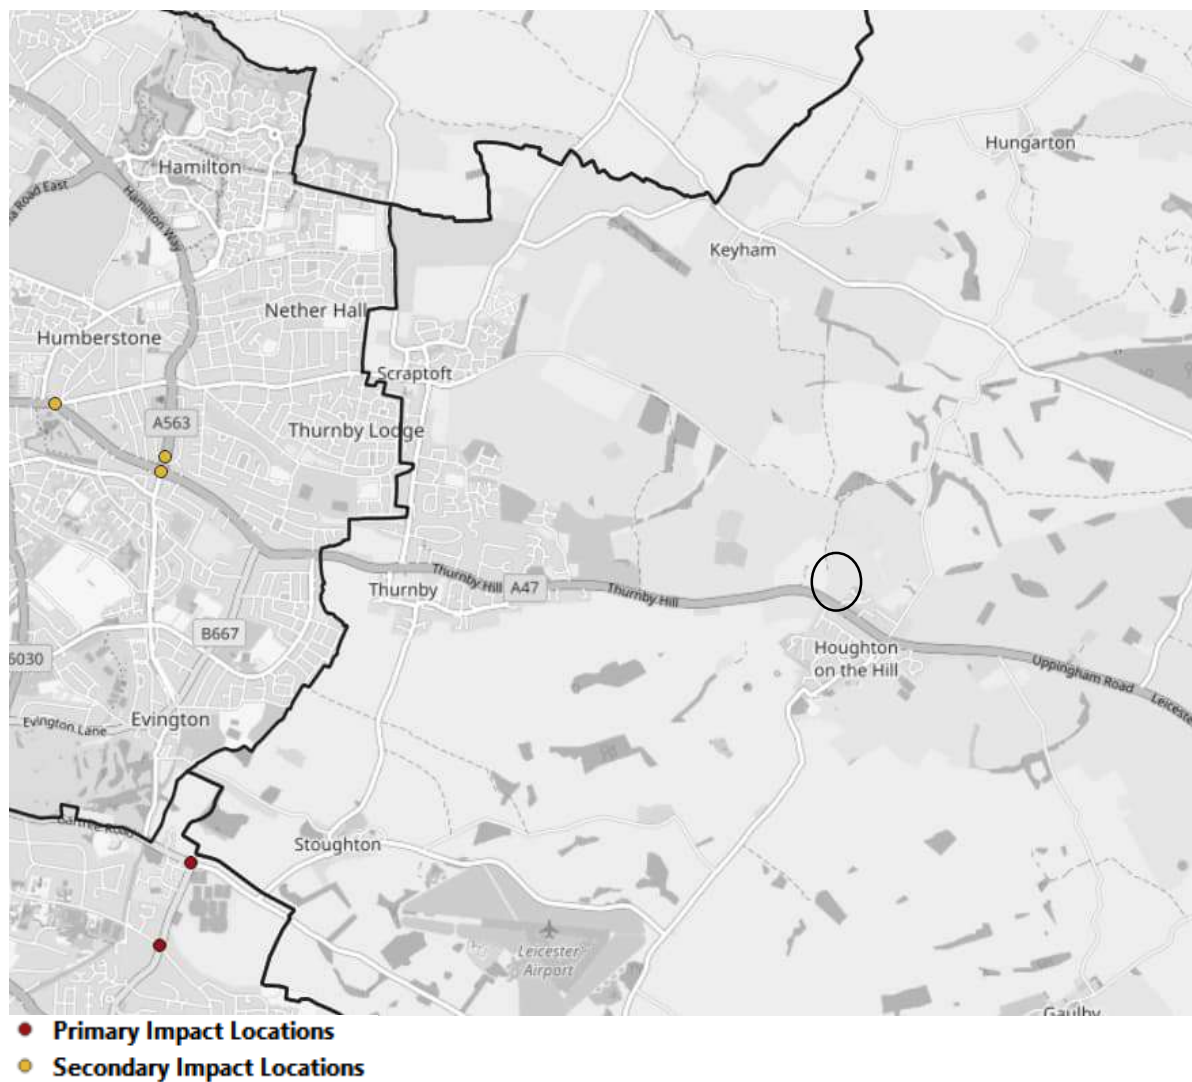 Hungarton
Hamilton
Road East
Hamilton Way
Keyham
Nether Hall
Humberstone
Scraptoft
A563
Thurnby Lodge
Thurnby Hill
A47
Thurnby Hill
Thurnby
B667
6030
Houghton
on the Hill
Uppingham Road
Evington
Evington Lane
Stoughton
Leicester
Airport
Gaulby
Primary Impact Locations
Secondary Impact Locations